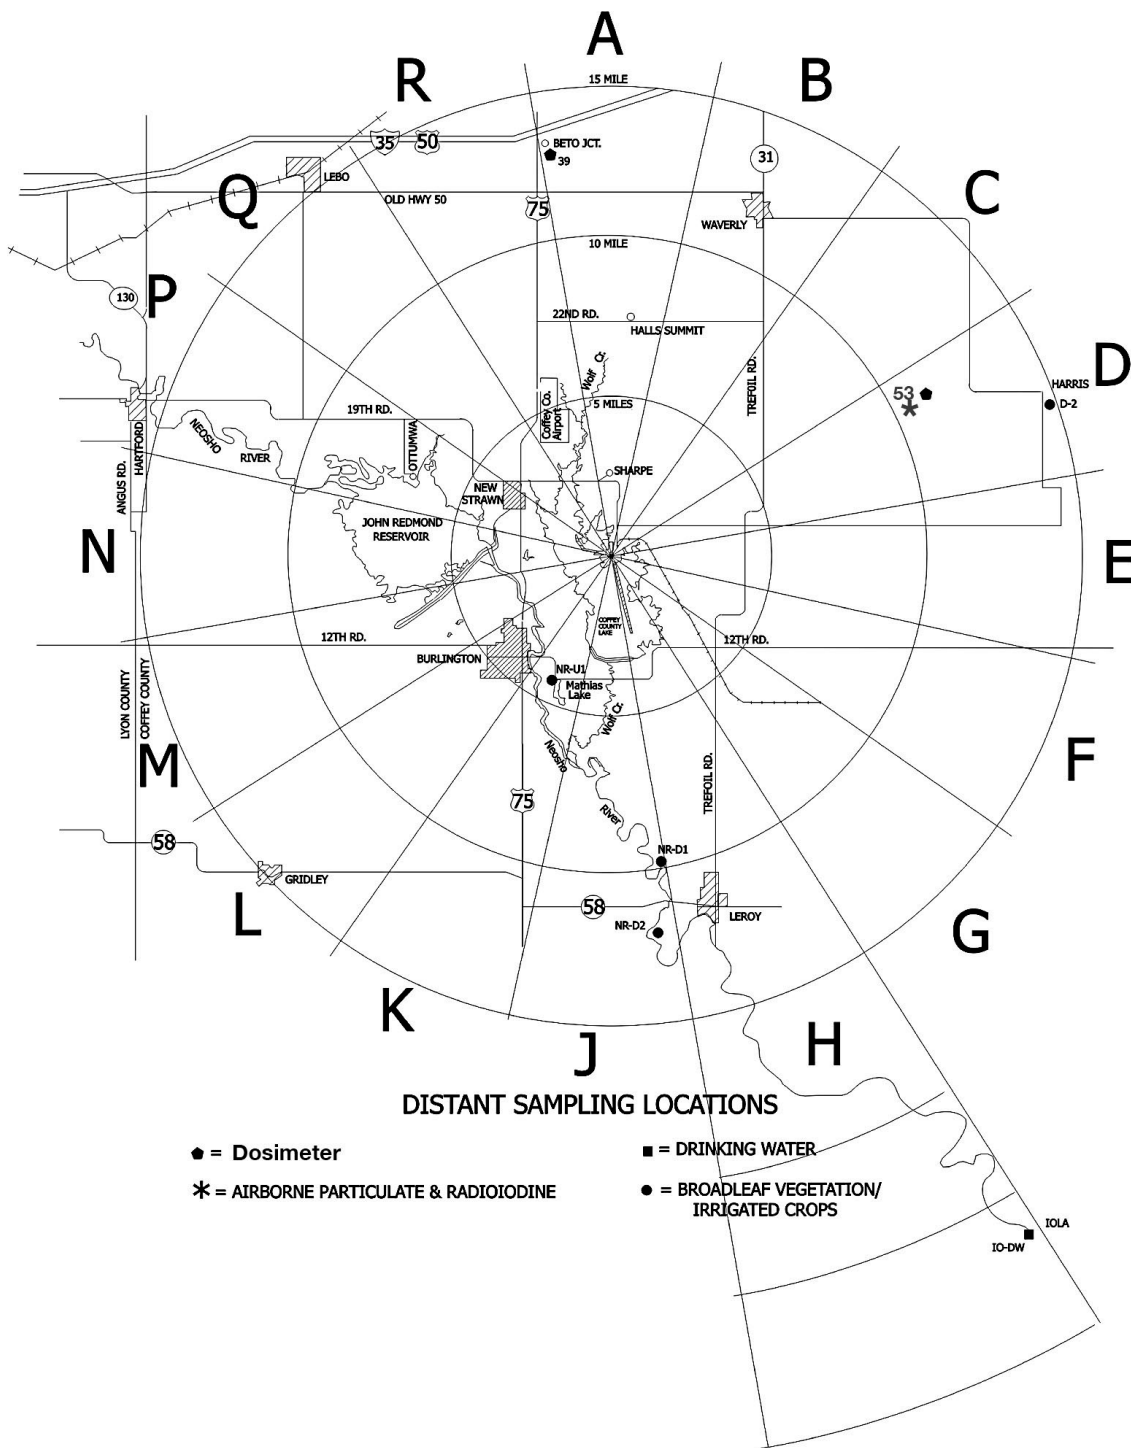 A
R
15 MILE
B
35
50
BETO JCT.
39
31
LEBO
Q
OLD HWY 50
75
WAVERLY
C
10 MILE
P
130
22ND RD.
HALLS SUMMIT
Wolf Cr.
TREFOIL RD.
D
HARRIS
D-2
53
5 MILES
Coffey Co.
Airport
19TH RD.
NEOSHO
RIVER
OTTUMWA
HARTFORD
ANGUS RD.
SHARPE
NEW
STRAWN
JOHN REDMOND
RESERVOIR
N
E
COFFEY
COUNTY
LAKE
12TH RD.
12TH RD.
BURLINGTON
NR-U1
Mathias
Lake
LYON COUNTY
COFFEY COUNTY
Wolf Cr.
M
F
Neosho
River
TREFOIL RD.
75
58
NR-D1
GRIDLEY
L
58
LEROY
NR-D2
G
K
J
H
DISTANT SAMPLING LOCATIONS
= Dosimeter
= DRINKING WATER
= AIRBORNE PARTICULATE & RADIOIODINE
= BROADLEAF VEGETATION/
IRRIGATED CROPS
IOLA
IO-DW